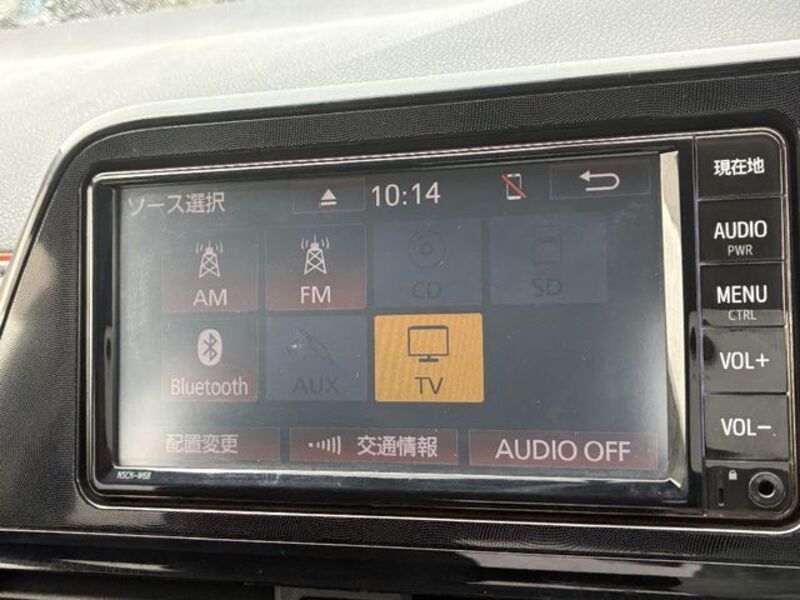 ソース選択 10:14
AM FM CD SD
Bluetooth AUX TV
配置変更 交通情報 AUDIO OFF
NSCN-W68
現在地
AUDIO
PWR
MENU
CTRL
VOL+
VOL-